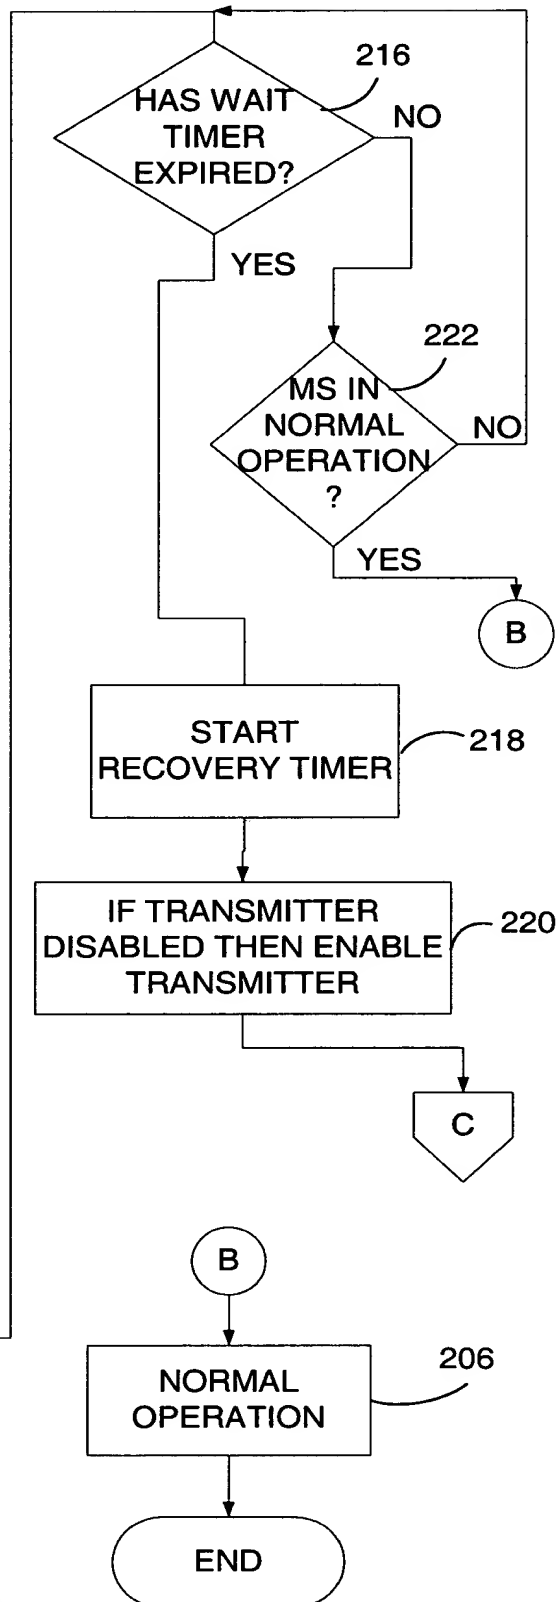 216
HAS WAIT
TIMER
EXPIRED?
NO
YES
222
MS IN
NORMAL
OPERATION
?
NO
YES
B
START
RECOVERY TIMER
218
IF TRANSMITTER
DISABLED THEN ENABLE
TRANSMITTER
220
C
B
NORMAL
OPERATION
206
END